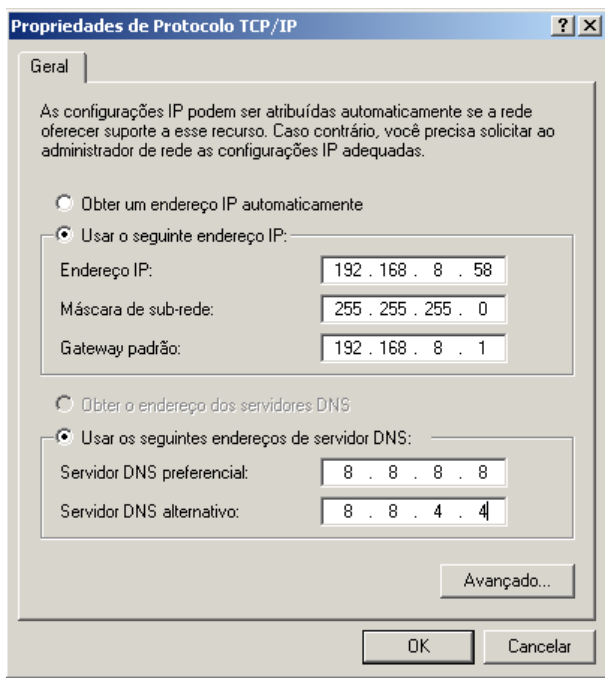 Propriedades de Protocolo TCP/IP
Geral
As configurações IP podem ser atribuídas automaticamente se a rede
oferecer suporte a esse recurso. Caso contrário, você precisa solicitar ao
administrador de rede as configurações IP adequadas.
Obter um endereço IP automaticamente
Usar o seguinte endereço IP:
Endereço IP: 192 . 168 . 8 . 58
Máscara de sub-rede: 255 . 255 . 255 . 0
Gateway padrão: 192 . 168 . 8 . 1
Obter o endereço dos servidores DNS
Usar os seguintes endereços de servidor DNS:
Servidor DNS preferencial: 8 . 8 . 8 . 8
Servidor DNS alternativo: 8 . 8 . 4 . 4
Avançado...
OK Cancelar